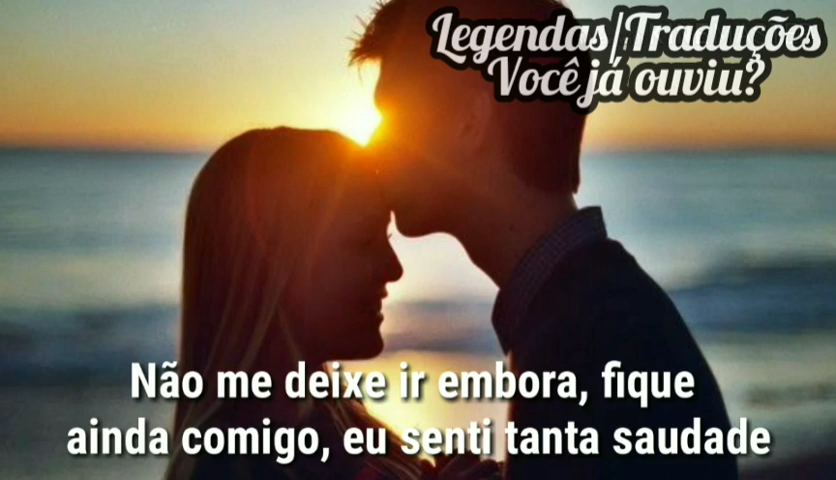 Legendas/Traduções
Você já ouviu?
Não me deixe ir embora, fique
ainda comigo, eu senti tanta saudade